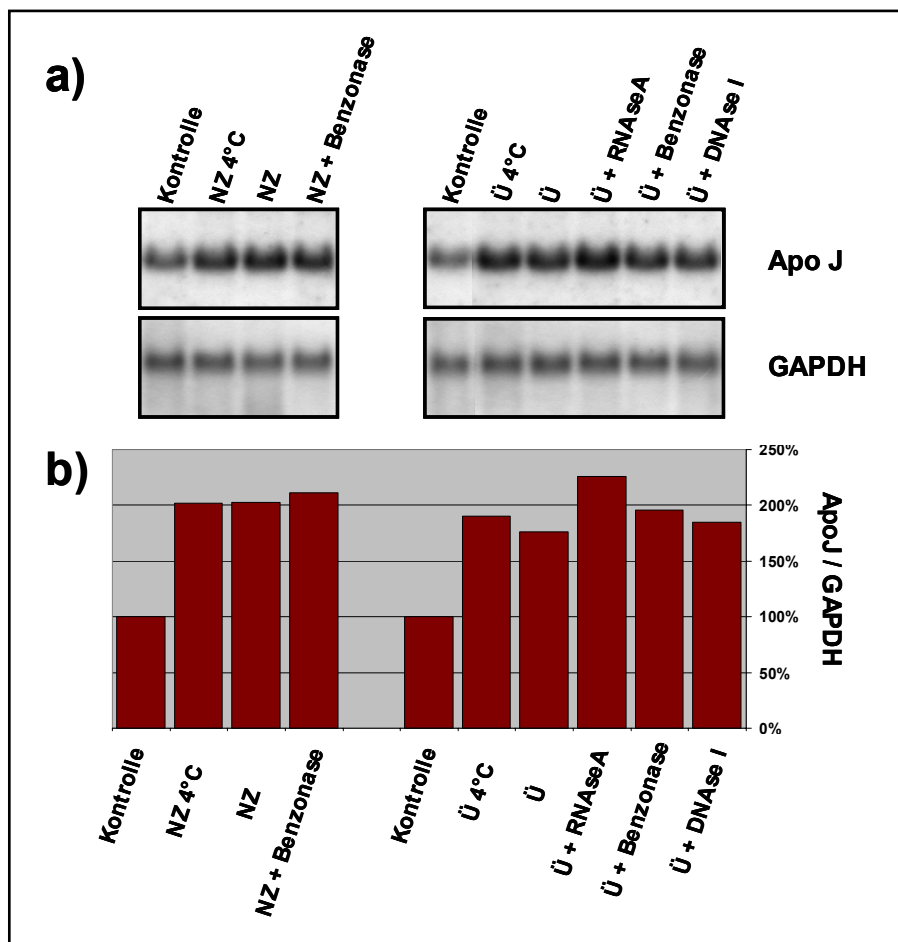 a)
Kontrolle
NZ 4°C
NZ
NZ + Benzonase
Kontrolle
Ü 4°C
Ü
Ü + RNAseA
Ü + Benzonase
Ü + DNAse I
Apo J
GAPDH
b)
250%
200%
150%
100%
50%
0%
ApoJ / GAPDH
Kontrolle
NZ 4°C
NZ
NZ + Benzonase
Kontrolle
Ü 4°C
Ü
Ü + RNAseA
Ü + Benzonase
Ü + DNAse I